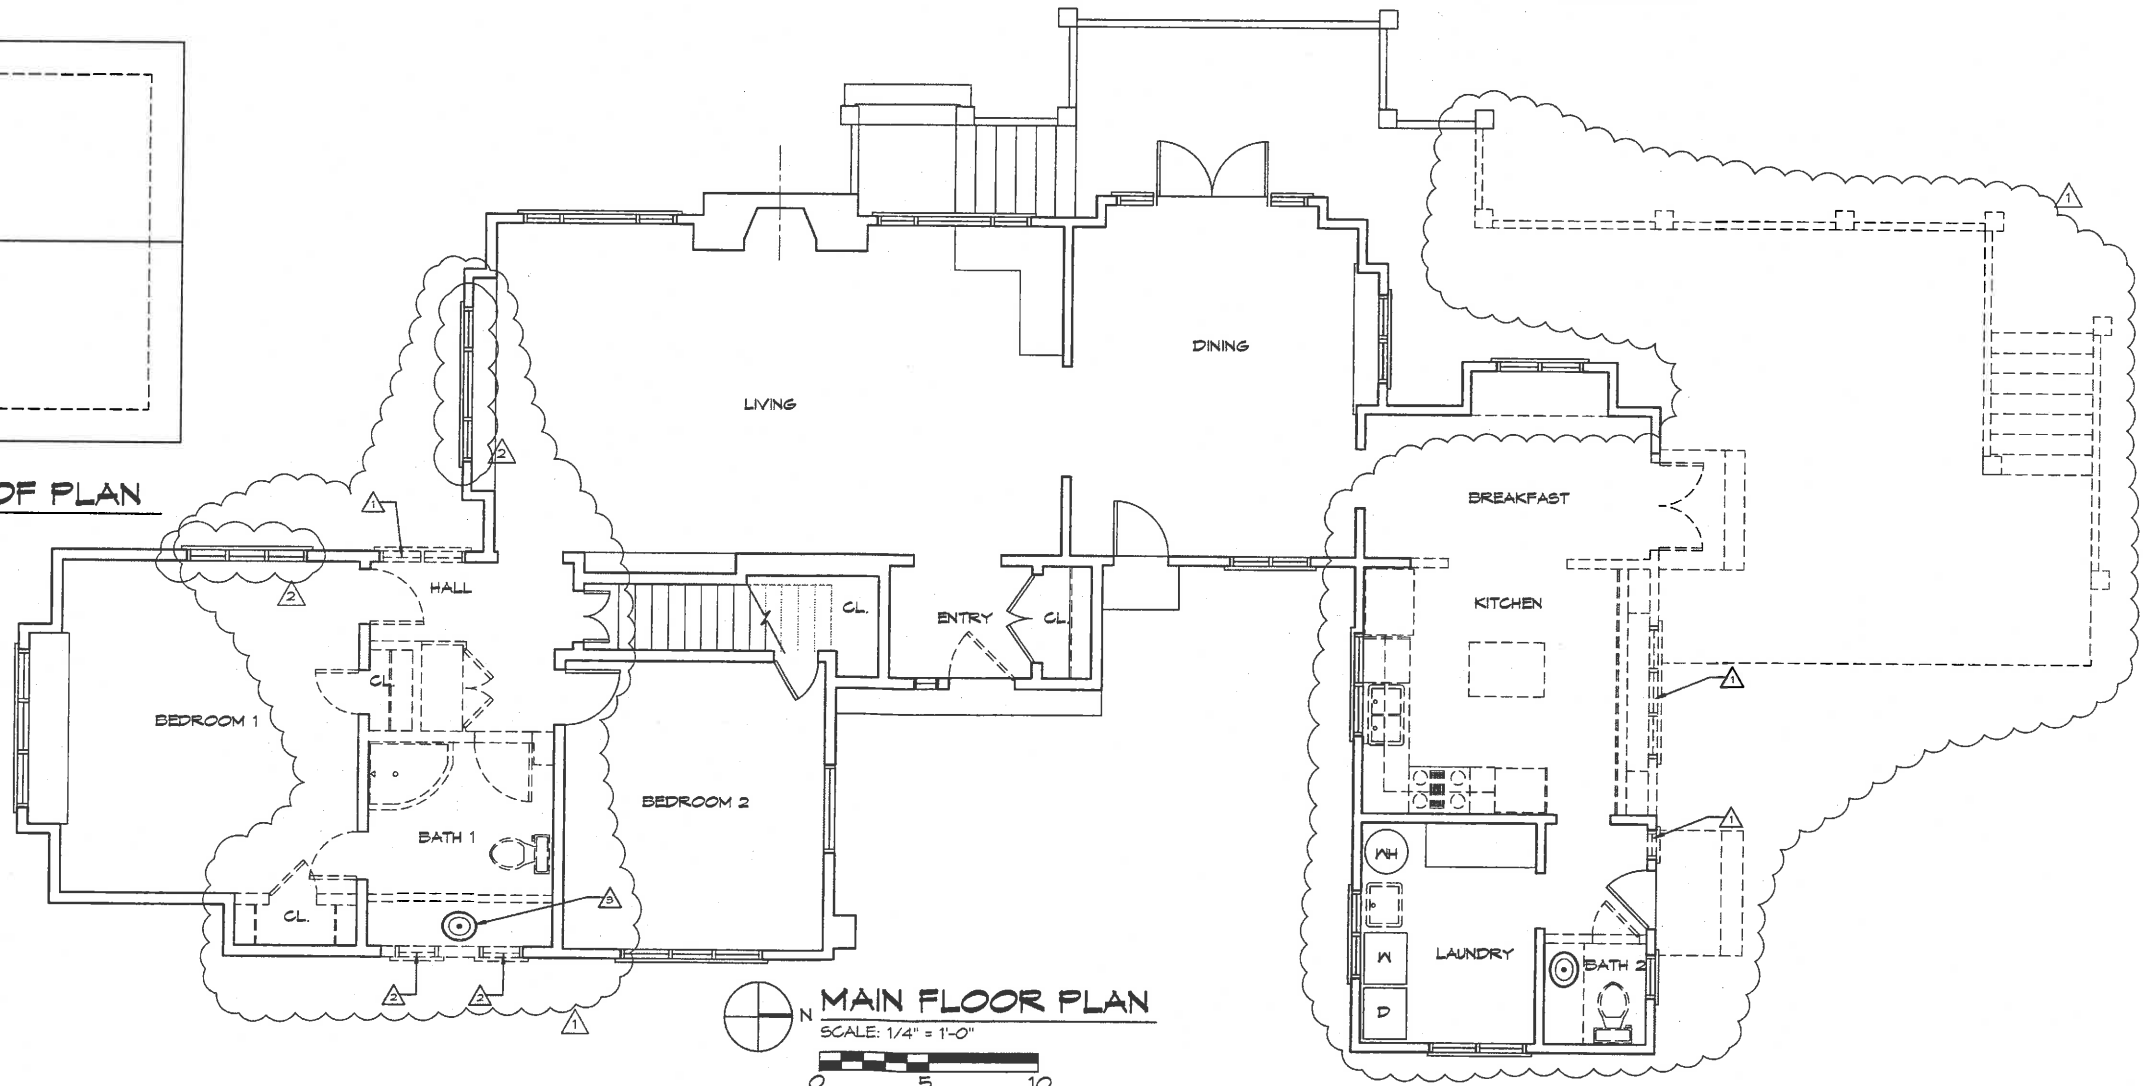 1
DINING
LIVING
2
OF PLAN
1
BREAKFAST
HALL
2
CL.
ENTRY
CL.
KITCHEN
CL.
BEDROOM 1
1
BEDROOM 2
BATH 1
1
WH
3
CL.
LAUNDRY
W
BATH 2
2
2
1
N
MAIN FLOOR PLAN
D
SCALE: 1/4" = 1'-0"
0 5 10